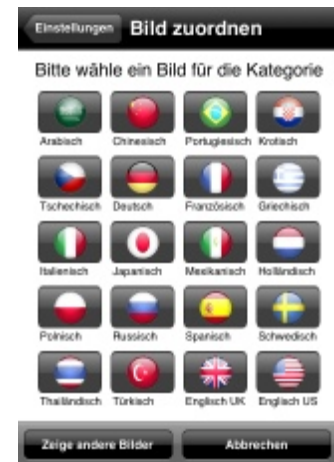 Einstellungen Bild zuordnen
Bitte wähle ein Bild für die Kategorie
Arabisch Chinesisch Portugiesisch Krotisch
Tschechisch Deutsch Französisch Griechisch
Italienisch Japanisch Mexikanisch Holländisch
Polnisch Russisch Spanisch Schwedisch
Thailändisch Türkisch Englisch UK Englisch US
Zeige andere Bilder Abbrechen